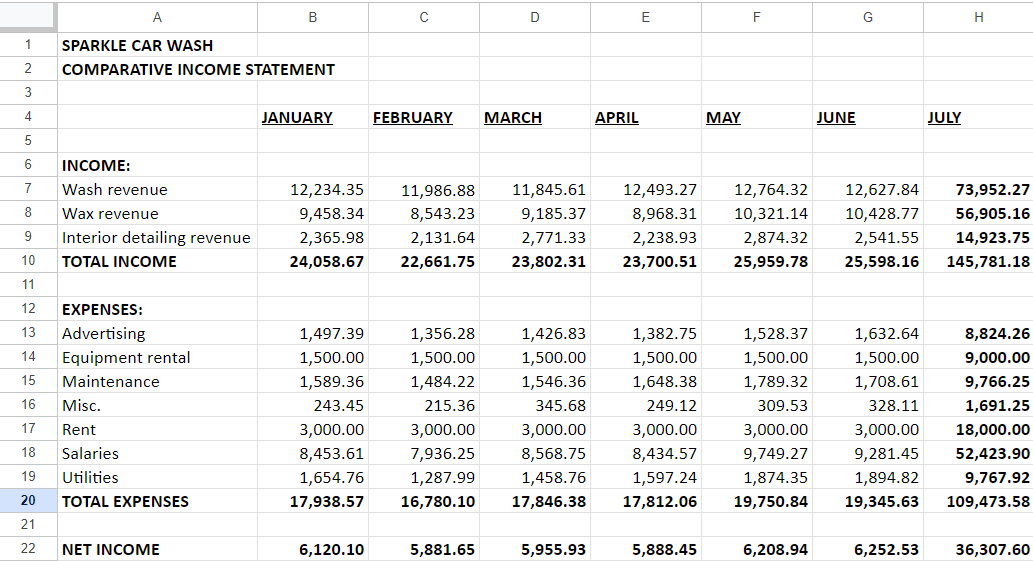 A B C D E F G H
1 SPARKLE CAR WASH
2 COMPARATIVE INCOME STATEMENT
3
4 JANUARY FEBRUARY MARCH APRIL MAY JUNE JULY
5
6 INCOME:
7 Wash revenue 12,234.35 11,986.88 11,845.61 12,493.27 12,764.32 12,627.84 73,952.27
8 Wax revenue 9,458.34 8,543.23 9,185.37 8,968.31 10,321.14 10,428.77 56,905.16
9 Interior detailing revenue 2,365.98 2,131.64 2,771.33 2,238.93 2,874.32 2,541.55 14,923.75
10 TOTAL INCOME 24,058.67 22,661.75 23,802.31 23,700.51 25,959.78 25,598.16 145,781.18
11
12 EXPENSES:
13 Advertising 1,497.39 1,356.28 1,426.83 1,382.75 1,528.37 1,632.64 8,824.26
14 Equipment rental 1,500.00 1,500.00 1,500.00 1,500.00 1,500.00 1,500.00 9,000.00
15 Maintenance 1,589.36 1,484.22 1,546.36 1,648.38 1,789.32 1,708.61 9,766.25
16 Misc. 243.45 215.36 345.68 249.12 309.53 328.11 1,691.25
17 Rent 3,000.00 3,000.00 3,000.00 3,000.00 3,000.00 3,000.00 18,000.00
18 Salaries 8,453.61 7,936.25 8,568.75 8,434.57 9,749.27 9,281.45 52,423.90
19 Utilities 1,654.76 1,287.99 1,458.76 1,597.24 1,874.35 1,894.82 9,767.92
20 TOTAL EXPENSES 17,938.57 16,780.10 17,846.38 17,812.06 19,750.84 19,345.63 109,473.58
21
22 NET INCOME 6,120.10 5,881.65 5,955.93 5,888.45 6,208.94 6,252.53 36,307.60